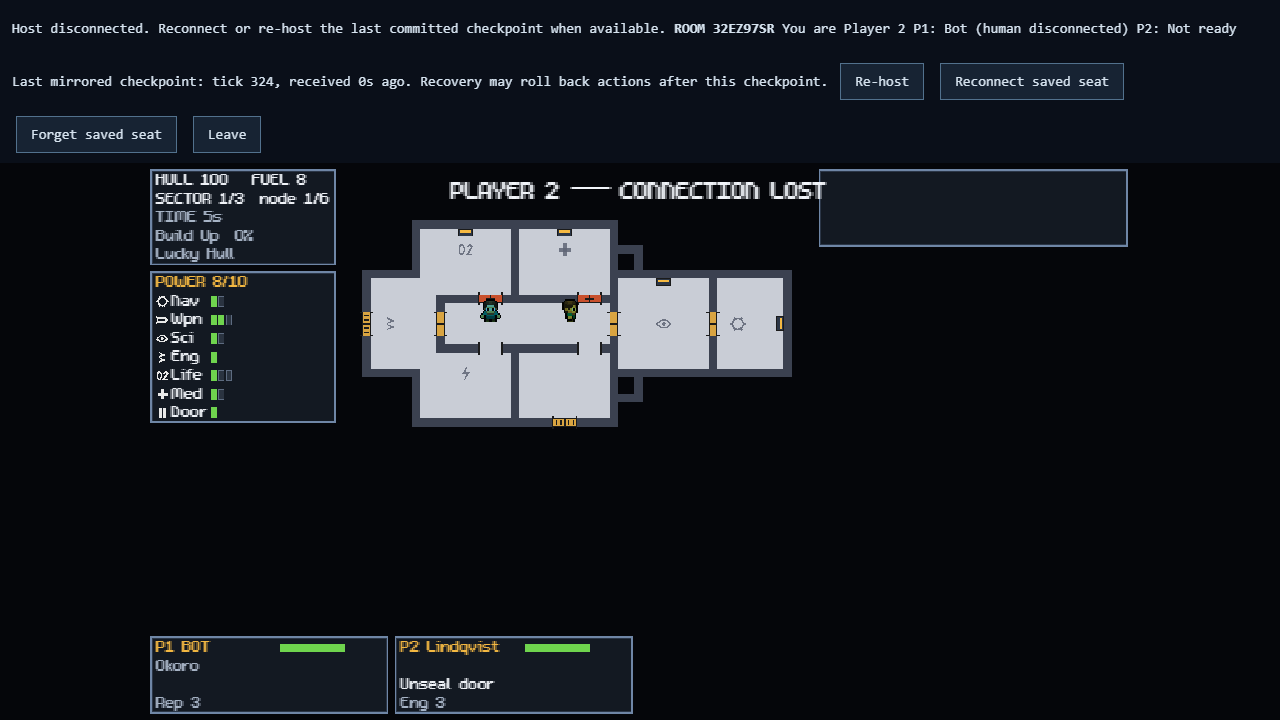 Host disconnected. Reconnect or re-host the last committed checkpoint when available. ROOM 32EZ97SR You are Player 2 P1: Bot (human disconnected) P2: Not ready
Last mirrored checkpoint: tick 324, received 0s ago. Recovery may roll back actions after this checkpoint. Re-host Reconnect saved seat
Forget saved seat Leave
HULL 100 FUEL 8
SECTOR 1/3 node 1/6
TIME 5s
Build Up 0%
Lucky Hull
PLAYER 2 — CONNECTION LOST
POWER 8/10
Nav
Wpn
Sci
Eng
O2 Life
Med
Door
O2
P1 BOT
Okoro
Rep 3
P2 Lindqvist
Unseal door
Eng 3